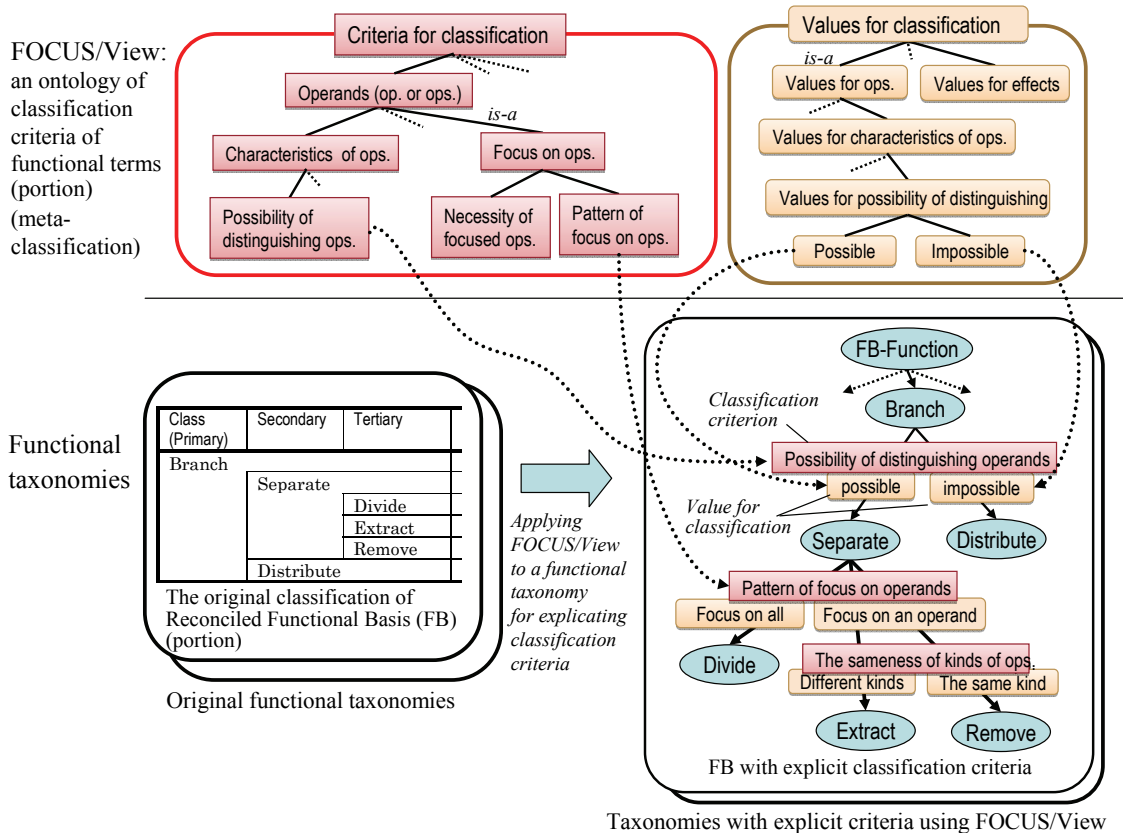 FOCUS/View:
an ontology of
classification
criteria of
functional terms
(portion)
(meta-
classification)
Criteria for classification
Operands (op. or ops.)
is-a
Characteristics of ops.
Focus on ops.
Possibility of
distinguishing ops.
Necessity of
focused ops.
Pattern of
focus on ops.
Values for classification
is-a
Values for ops.
Values for effects
Values for characteristics of ops.
Values for possibility of distinguishing
Possible
Impossible
Functional
taxonomies
Class
(Primary)
Secondary
Tertiary
Branch
Separate
Divide
Extract
Remove
Distribute
The original classification of
Reconciled Functional Basis (FB)
(portion)
Original functional taxonomies
Applying
FOCUS/View
to a functional
taxonomy
for explicating
classification
criteria
FB-Function
Branch
Classification
criterion
Possibility of distinguishing operands
possible
impossible
Value for
classification
Separate
Distribute
Pattern of focus on operands
Focus on all
Focus on an operand
Divide
The sameness of kinds of ops.
Different kinds
The same kind
Extract
Remove
FB with explicit classification criteria
Taxonomies with explicit criteria using FOCUS/View